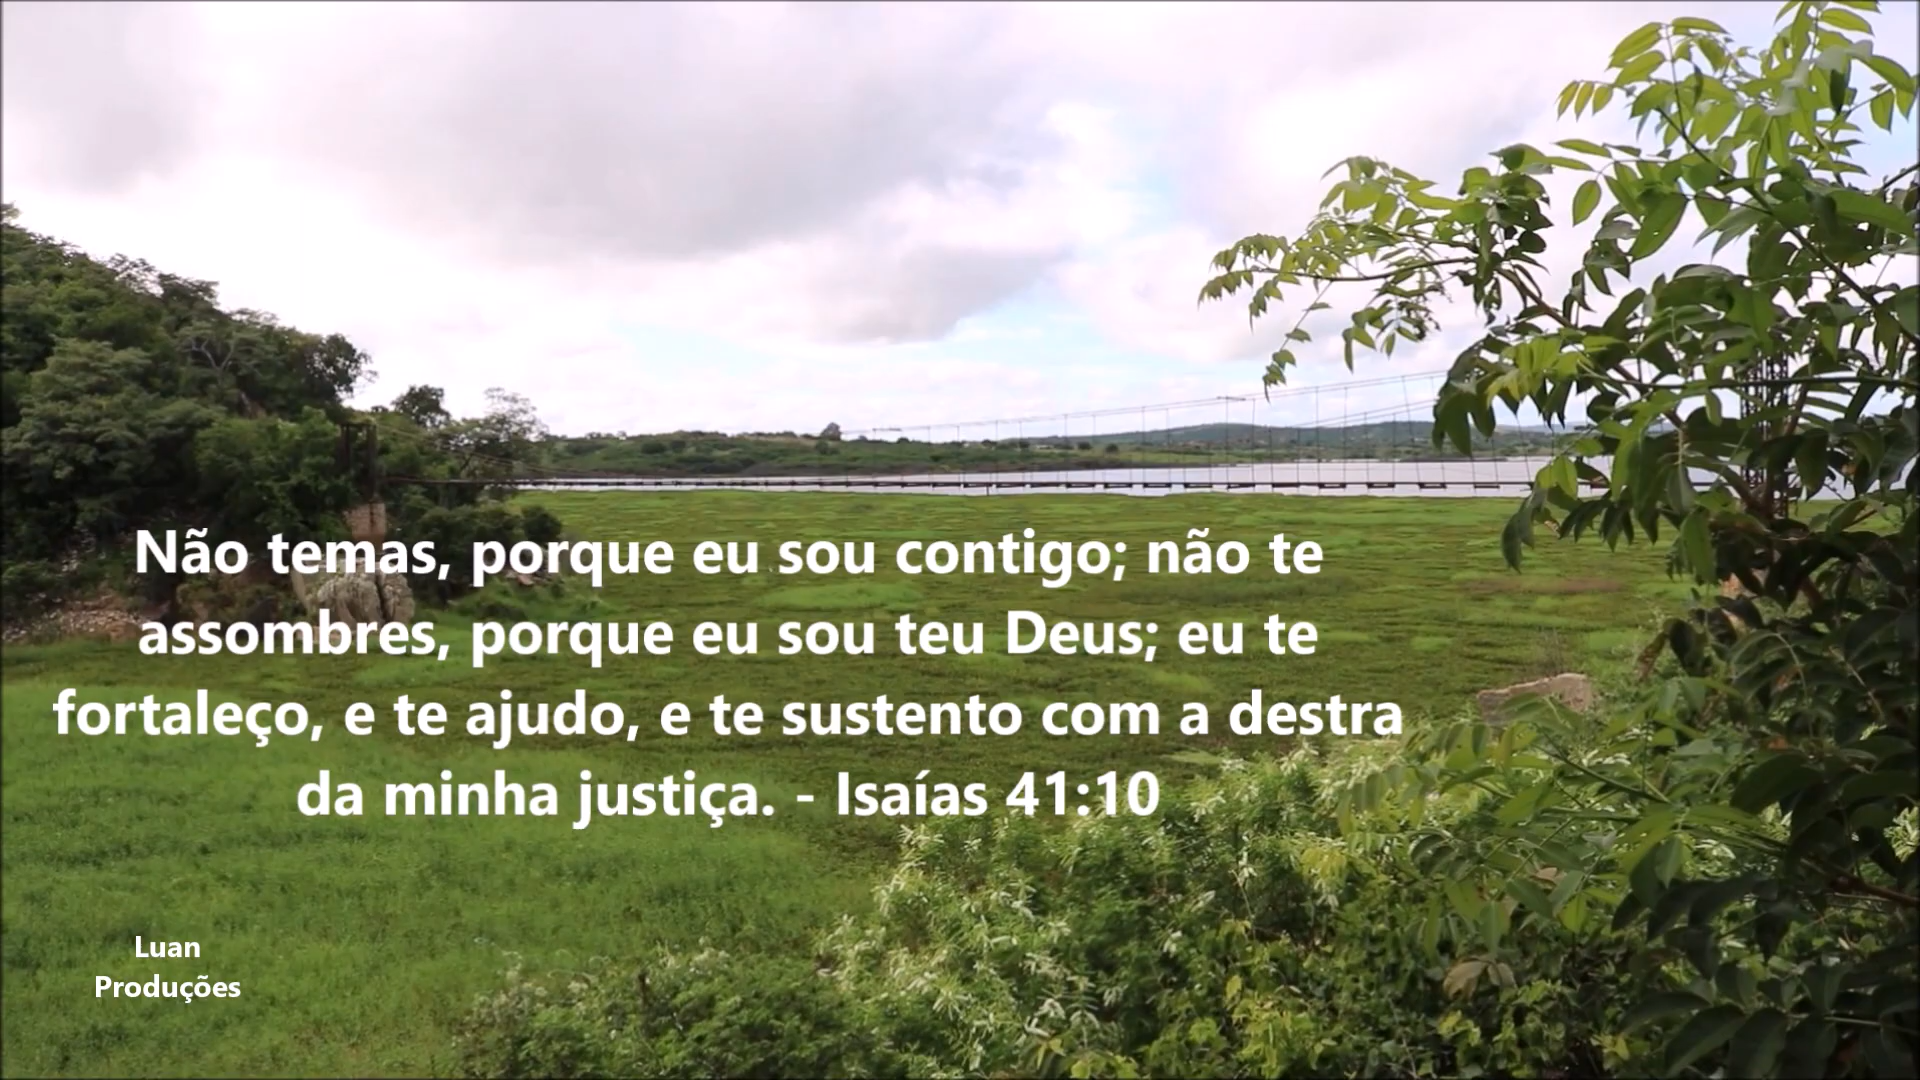 Não temas, porque eu sou contigo; não te
assombres, porque eu sou teu Deus; eu te
fortaleço, e te ajudo, e te sustento com a destra
da minha justiça. - Isaías 41:10
Luan
Produções